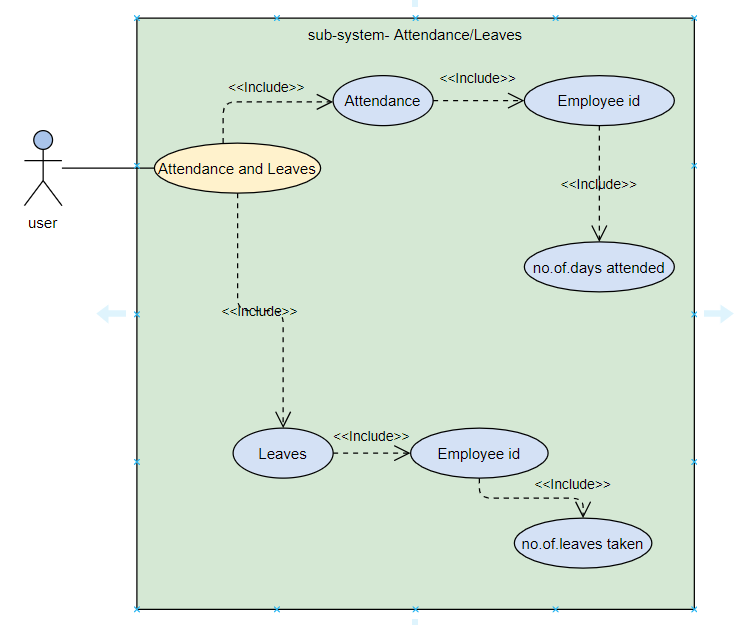 sub-system- Attendance/Leaves
<<Include>>
<<Include>>
Attendance
Employee id
Attendance and Leaves
<<Include>>
user
no.of.days attended
<<Include>>
Leaves
<<Include>>
Employee id
<<Include>>
no.of.leaves taken